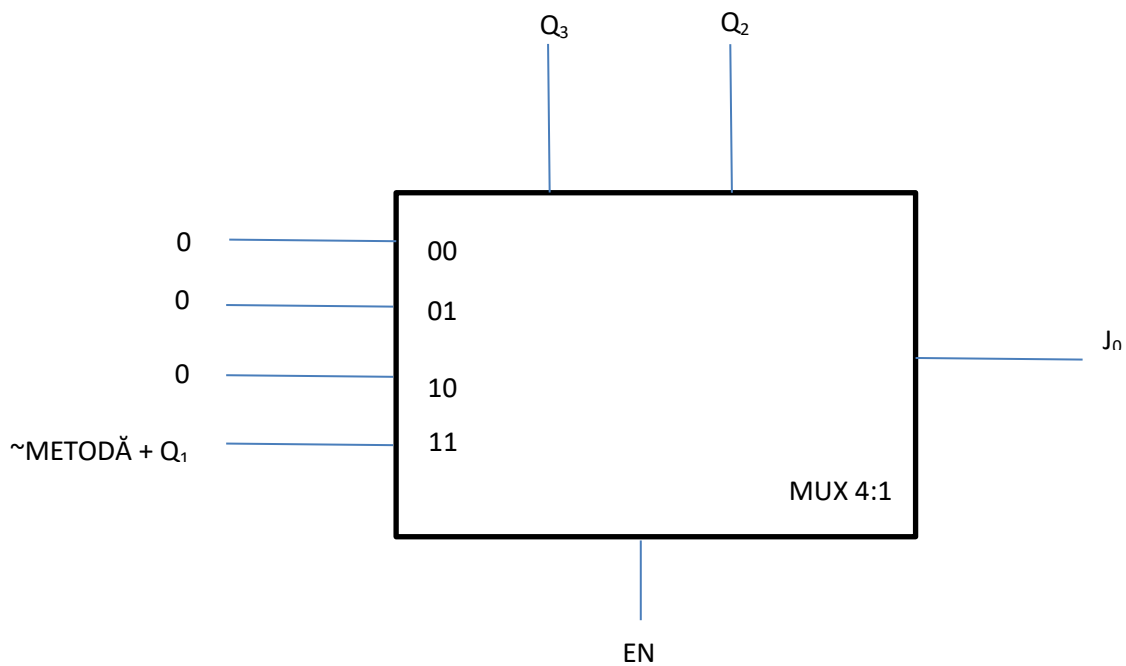 Q₃ Q₂
0 00
0 01
0 10
~METODĂ + Q₁ 11
J₀
MUX 4:1
EN